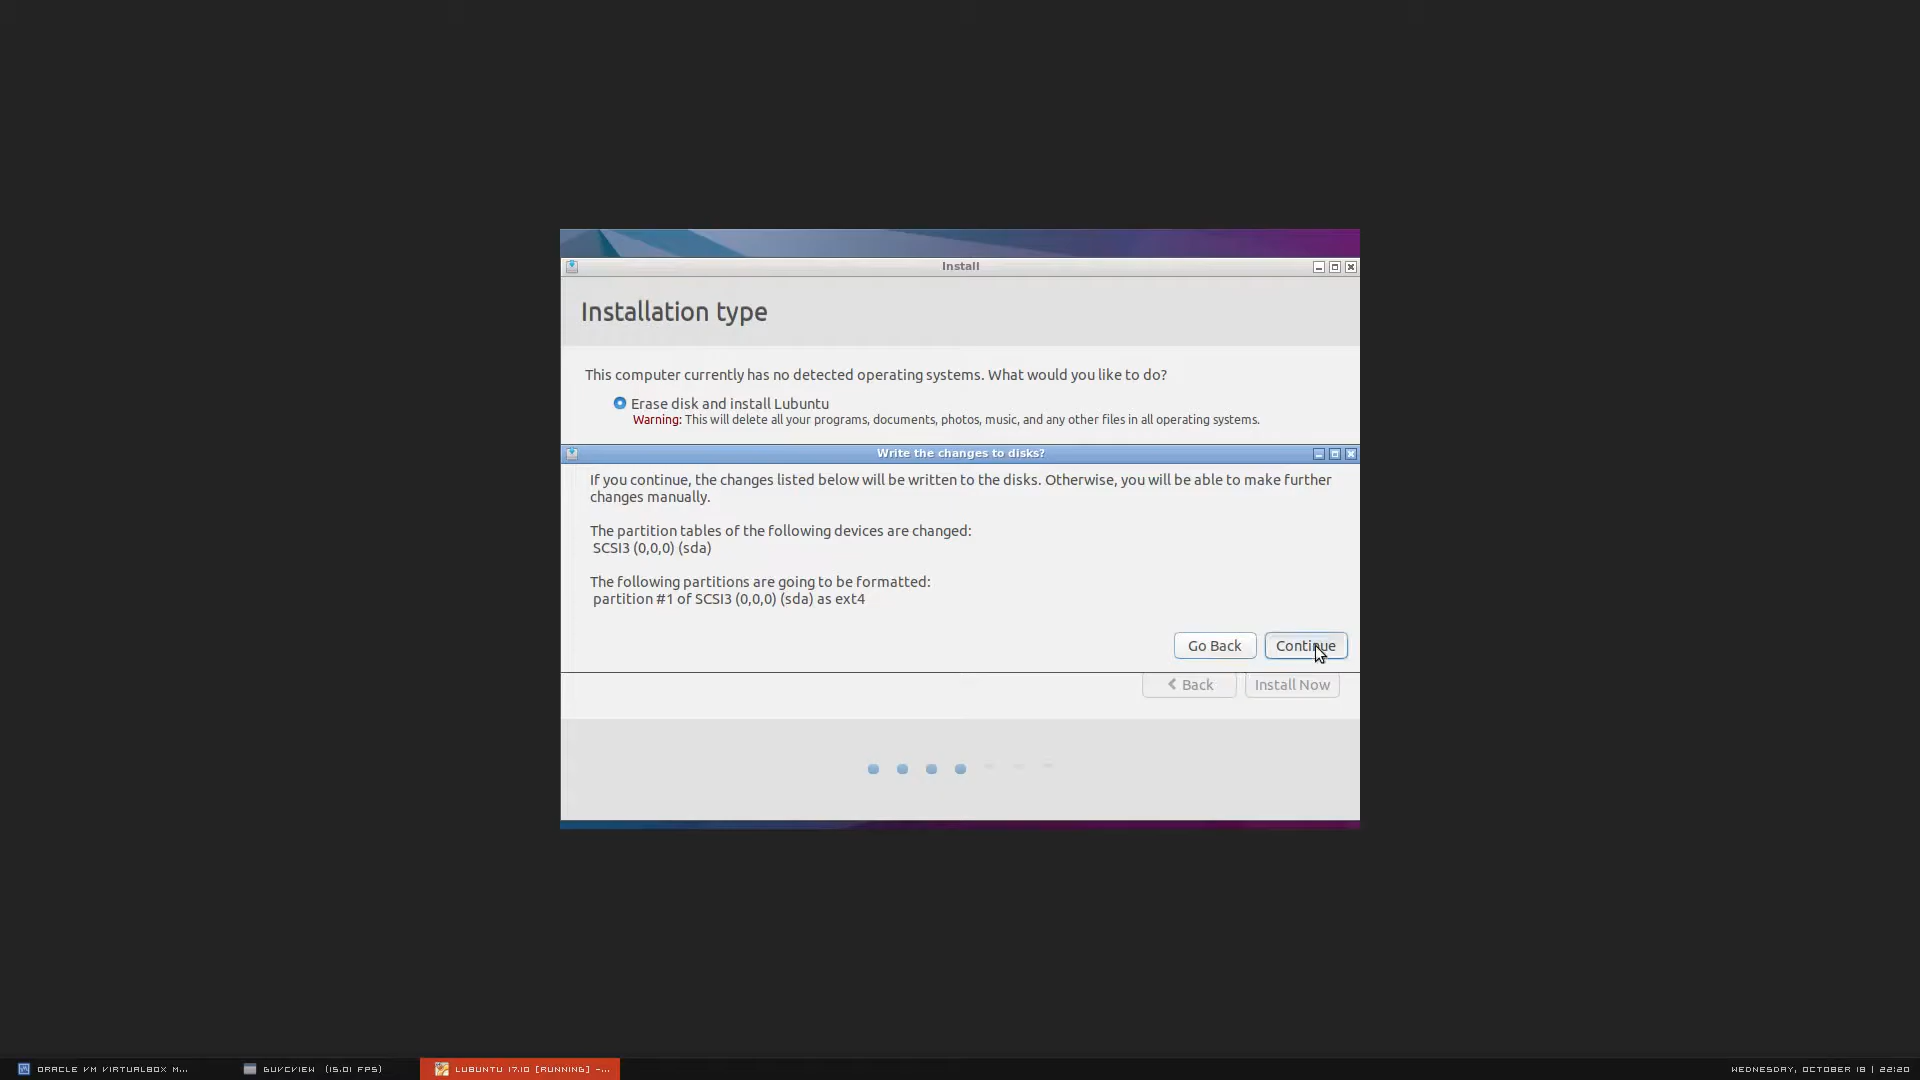 Install
Installation type
This computer currently has no detected operating systems. What would you like to do?
Erase disk and install Lubuntu
Warning: This will delete all your programs, documents, photos, music, and any other files in all operating systems.
Write the changes to disks?
If you continue, the changes listed below will be written to the disks. Otherwise, you will be able to make further
changes manually.
The partition tables of the following devices are changed:
SCSI3 (0,0,0) (sda)
The following partitions are going to be formatted:
partition #1 of SCSI3 (0,0,0) (sda) as ext4
Go Back Continue
Back Install Now
ORACLE VM VIRTUALBOX M... GUVCVIEW (15.01 FPS) LUBUNTU 17.10 [RUNNING] -... WEDNESDAY, OCTOBER 18 | 22:20